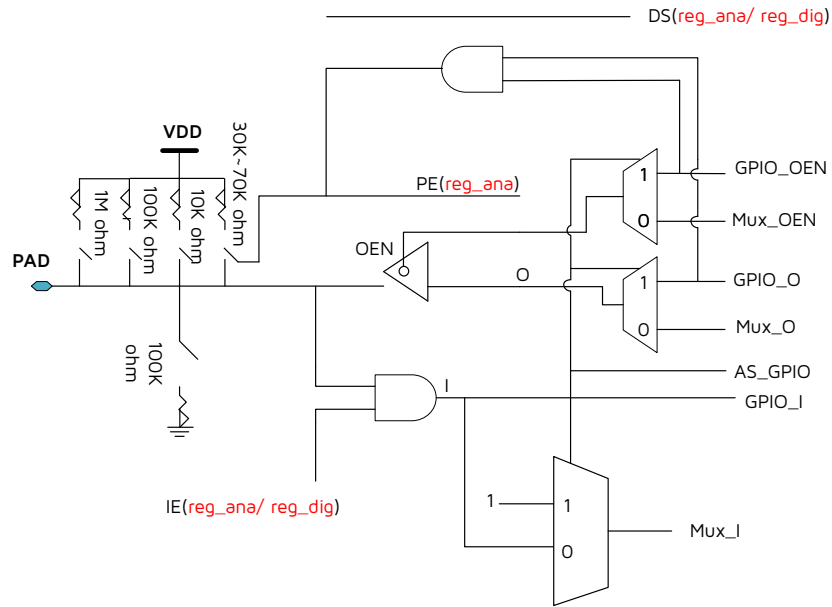 DS(reg_ana/ reg_dig)
VDD
30K~70K ohm
10K ohm
100K ohm
1M ohm
PE(reg_ana)
1
GPIO_OEN
0
Mux_OEN
OEN
PAD
O
1
GPIO_O
0
Mux_O
100K
ohm
AS_GPIO
I
GPIO_I
IE(reg_ana/ reg_dig)
1
1
0
Mux_I